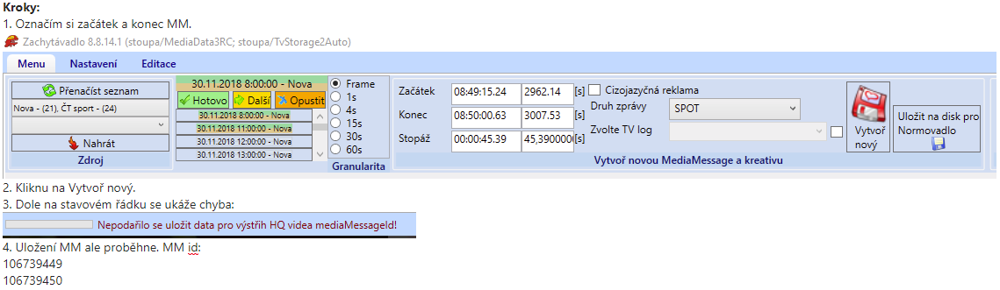 Kroky:
1. Označím si začátek a konec MM.
Zachytávadlo 8.8.14.1 (stoupa/MediaData3RC; stoupa/TvStorage2Auto)
Menu Nastavení Editace
Přenačíst seznam
Nova - (21), ČT sport - (24)
Nahrát
Zdroj
30.11.2018 8:00:00 - Nova
Hotovo Další Opustit
30.11.2018 8:00:00 - Nova
30.11.2018 11:00:00 - Nova
30.11.2018 12:00:00 - Nova
30.11.2018 13:00:00 - Nova
Frame
1s
4s
15s
30s
60s
Granularita
Začátek 08:49:15.24 2962.14 [s]
Konec 08:50:00.63 3007.53 [s]
Stopáž 00:00:45.39 45,3900000 [s]
Cizojazyčná reklama
Druh zprávy SPOT
Zvolte TV log
Vytvoř nový
Vytvoř novou MediaMessage a kreativu
Uložit na disk pro Normovadlo
2. Kliknu na Vytvoř nový.
3. Dole na stavovém řádku se ukáže chyba:
Nepodařilo se uložit data pro výstřih HQ videa mediaMessageId!
4. Uložení MM ale proběhne. MM id:
106739449
106739450